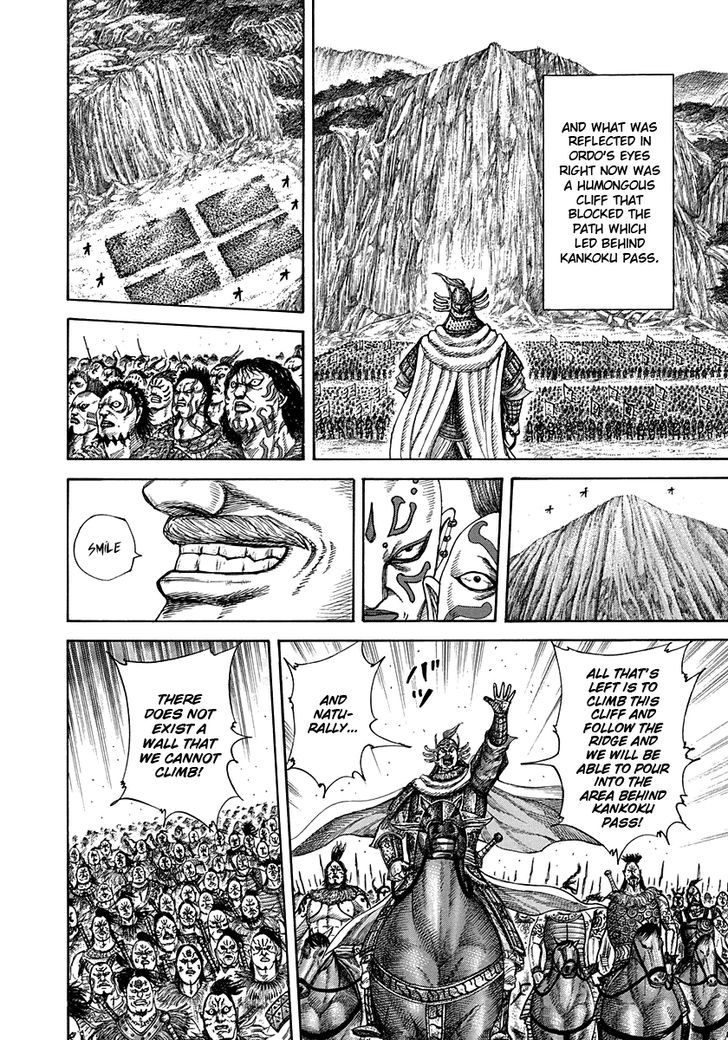 AND WHAT WAS
REFLECTED IN
ORDO'S EYES
RIGHT NOW WAS
A HUMONGOUS
CLIFF THAT
BLOCKED THE
PATH WHICH
LED BEHIND
KANKOKU PASS.
SMILE
ALL THAT'S
LEFT IS TO
CLIMB THIS
CLIFF AND
FOLLOW THE
RIDGE AND
WE WILL BE
ABLE TO POUR
INTO THE
AREA BEHIND
KANKOKU
PASS!
バッ
AND
NATU-
RALLY...
THERE
DOES NOT
EXIST A
WALL THAT
WE CANNOT
CLIMB!